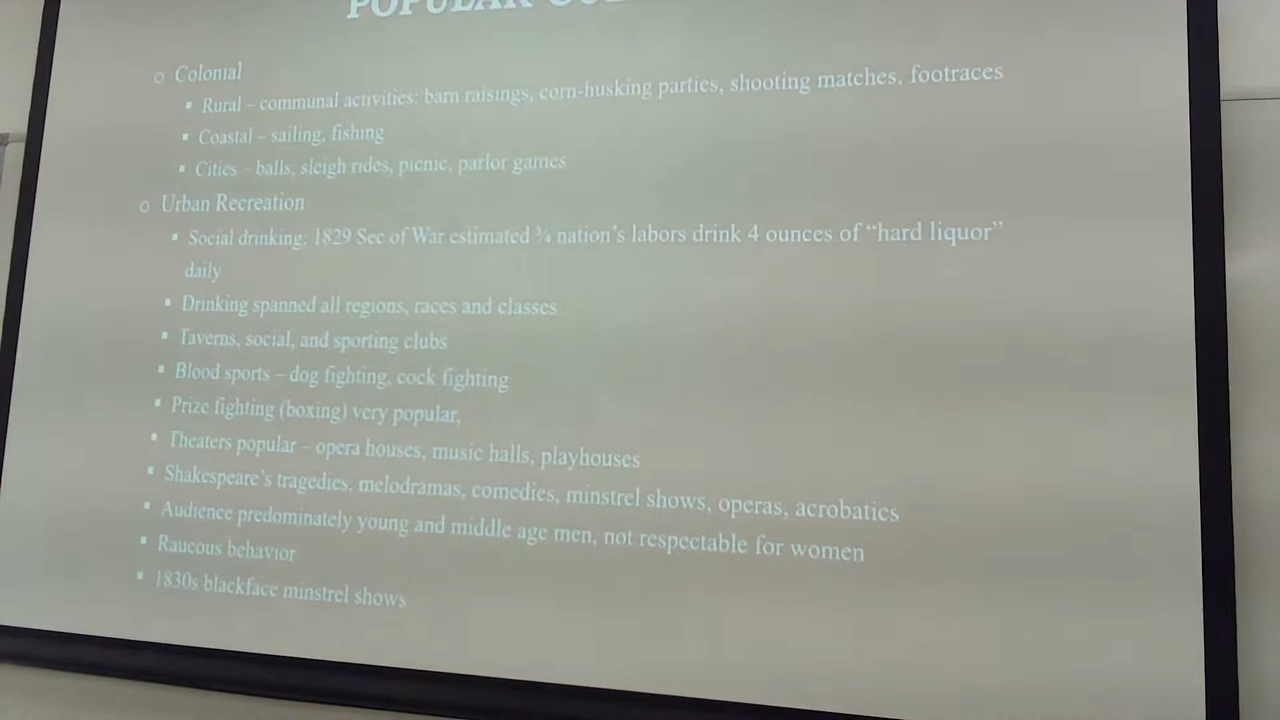 POPULAR
○ Colonial
▪ Rural – communal activities: barn raisings, corn-husking parties, shooting matches. footraces
▪ Coastal – sailing, fishing
▪ Cities – balls, sleigh rides, picnic, parlor games
○ Urban Recreation
▪ Social drinking; 1829 Sec of War estimated ¾ nation’s labors drink 4 ounces of “hard liquor”
daily
▪ Drinking spanned all regions, races and classes
▪ Taverns, social, and sporting clubs
▪ Blood sports – dog fighting, cock fighting
▪ Prize fighting (boxing) very popular,
▪ Theaters popular – opera houses, music halls, playhouses
▪ Shakespeare’s tragedies, melodramas, comedies, minstrel shows, operas, acrobatics
▪ Audience predominately young and middle age men, not respectable for women
▪ Raucous behavior
▪ 1830s blackface minstrel shows